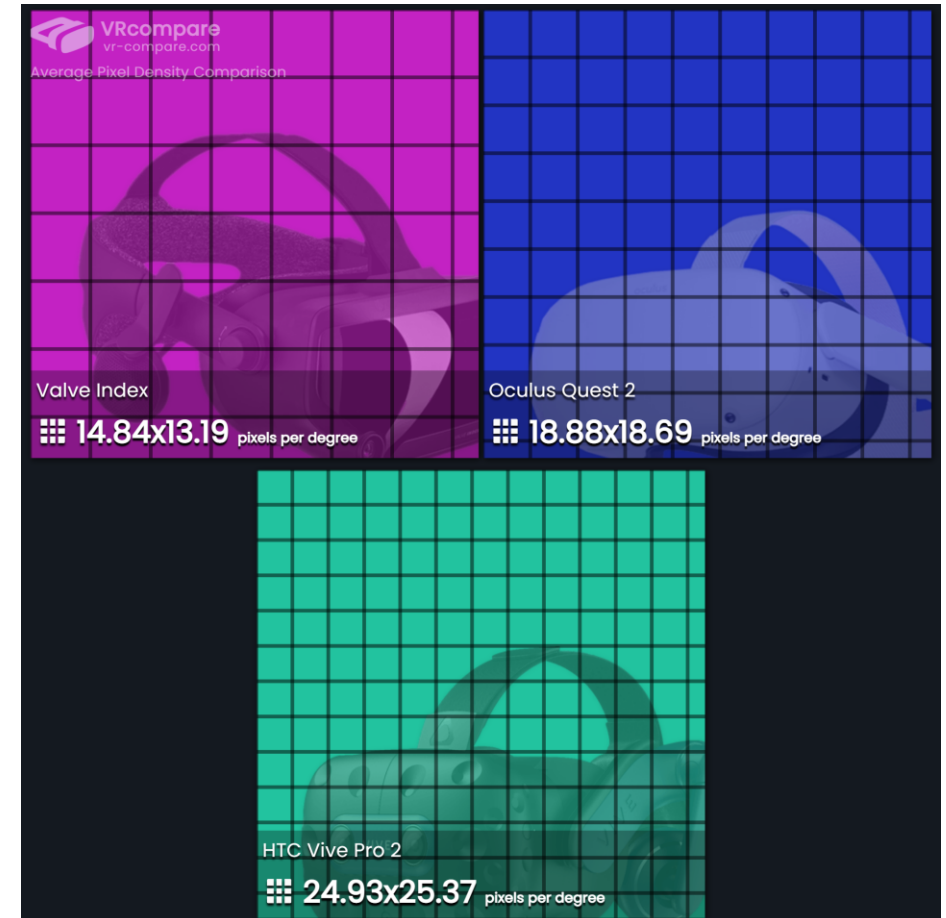 VRcompare
vr-compare.com
Average Pixel Density Comparison
Valve Index
14.84x13.19 pixels per degree
Oculus Quest 2
18.88x18.69 pixels per degree
HTC Vive Pro 2
24.93x25.37 pixels per degree